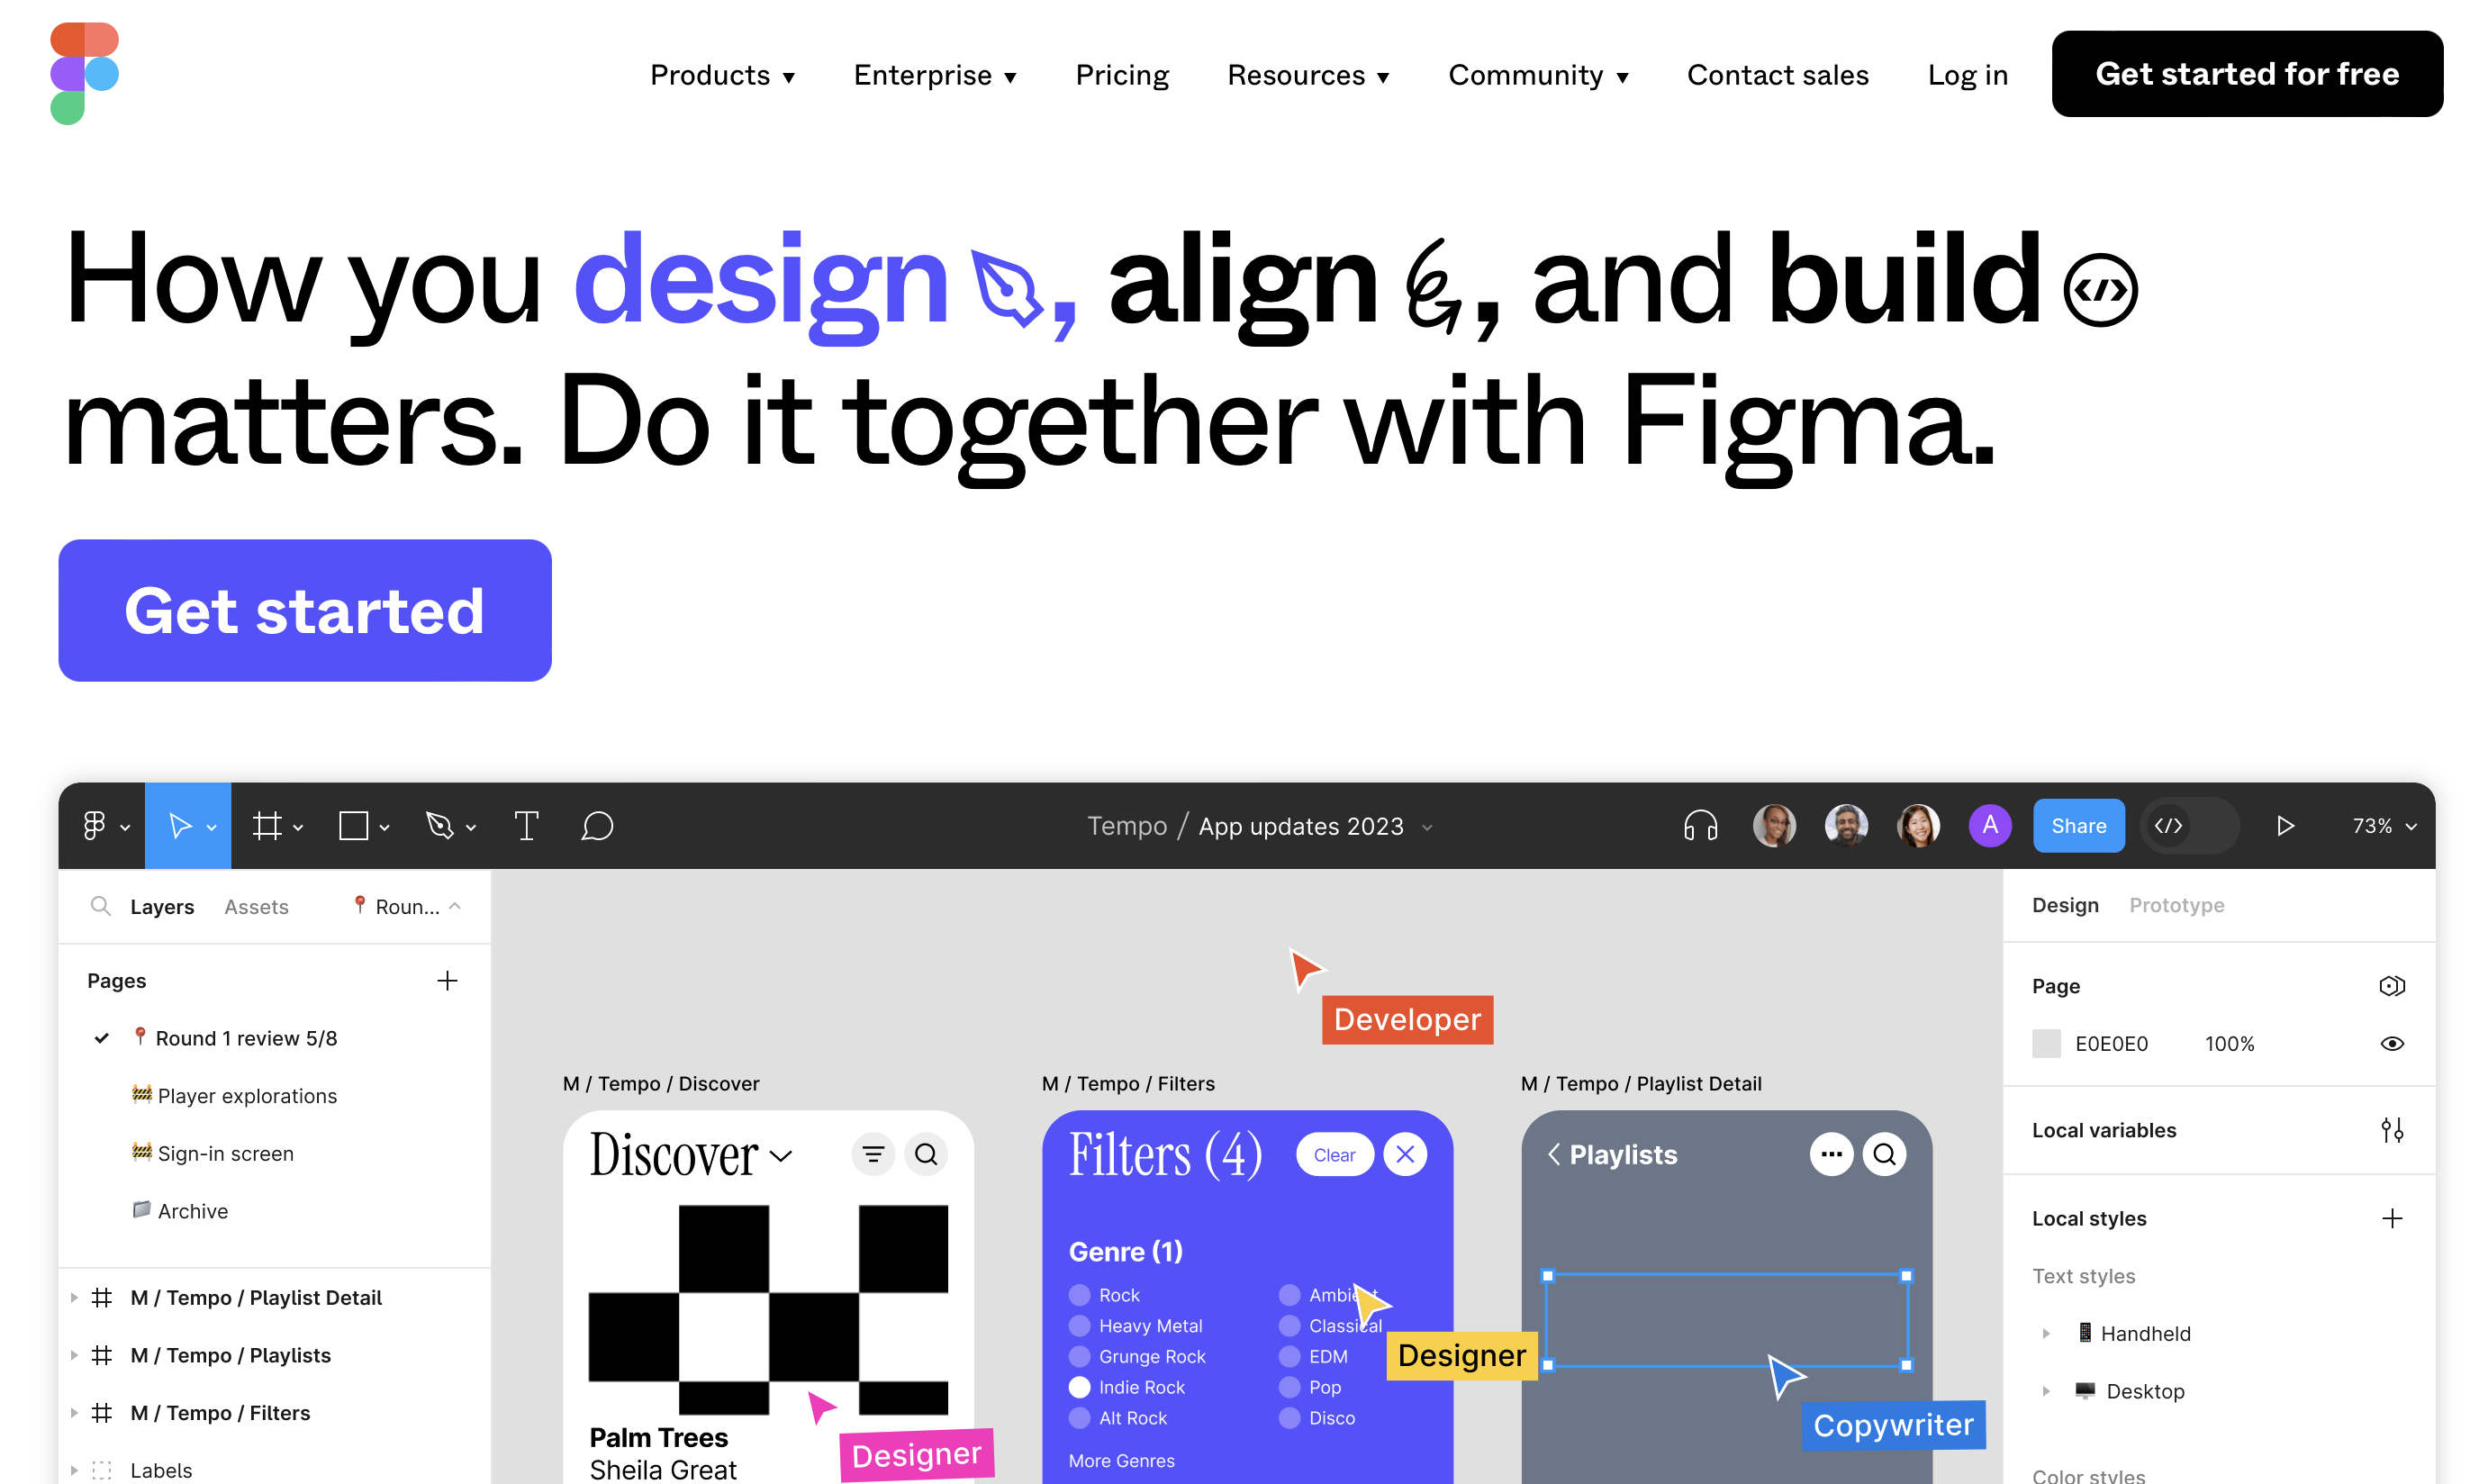 Products ▼ Enterprise ▼ Pricing Resources ▼ Community ▼ Contact sales Log in Get started for free
How you design, align, and build
matters. Do it together with Figma.
Get started
Tempo / App updates 2023 A Share 73%
Layers Assets 📍 Roun...
Pages
📍 Round 1 review 5/8
🚧 Player explorations
🚧 Sign-in screen
📁 Archive
M / Tempo / Playlist Detail
M / Tempo / Playlists
M / Tempo / Filters
Labels
Developer
M / Tempo / Discover
Discover
Palm Trees
Sheila Great
Designer
M / Tempo / Filters
Filters (4) Clear
Genre (1)
Rock
Heavy Metal
Grunge Rock
Indie Rock
Alt Rock
Ambient
Classical
EDM
Pop
Disco
More Genres
Designer
M / Tempo / Playlist Detail
Playlists
Copywriter
Design Prototype
Page
E0E0E0 100%
Local variables
Local styles
Text styles
Handheld
Desktop
Color styles